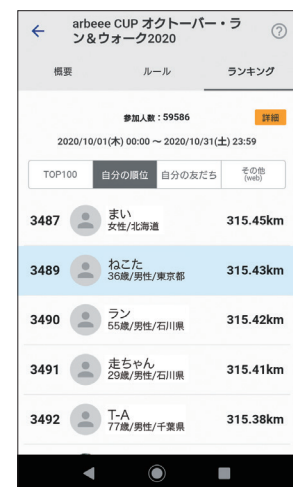 arbeee CUP オクトーバー・ラ
ン＆ウォーク2020
?
概要
ルール
ランキング
参加人数 : 59586
詳細
2020/10/01(木) 00:00 ～ 2020/10/31(土) 23:59
TOP100
自分の順位
自分の友だち
その他
(web)
3487
まい
女性/北海道
315.45km
3489
ねこた
36歳/男性/東京都
315.43km
3490
ラン
55歳/男性/石川県
315.42km
3491
走ちゃん
29歳/男性/石川県
315.41km
3492
T-A
77歳/男性/千葉県
315.38km